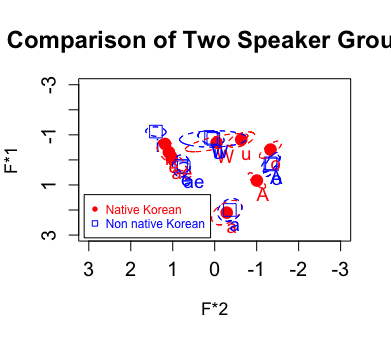 Comparison of Two Speaker Grou
-3
-1
1
3
F*1
i
W
u
u
o
A
A
e
ae
a
a
Native Korean
Non native Korean
3
2
1
0
-1
-2
-3
F*2